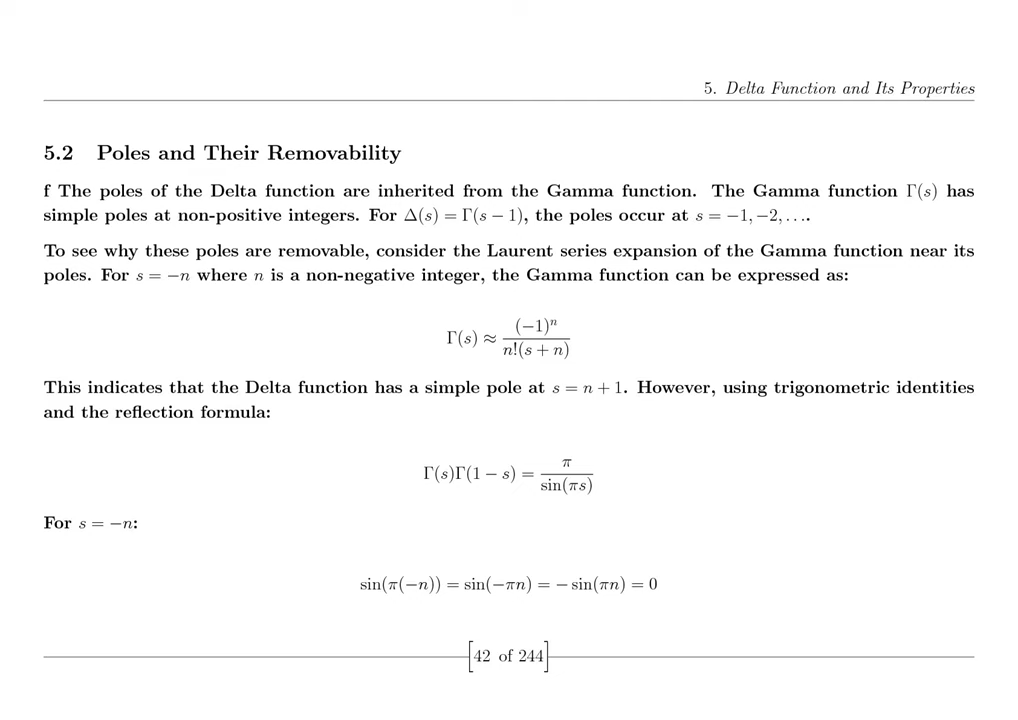 5. Delta Function and Its Properties
5.2 Poles and Their Removability
f The poles of the Delta function are inherited from the Gamma function. The Gamma function Γ(s) has
simple poles at non-positive integers. For Δ(s) = Γ(s − 1), the poles occur at s = −1, −2, . . ..
To see why these poles are removable, consider the Laurent series expansion of the Gamma function near its
poles. For s = −n where n is a non-negative integer, the Gamma function can be expressed as:
Γ(s) ≈ (−1)ⁿ / n!(s + n)
This indicates that the Delta function has a simple pole at s = n + 1. However, using trigonometric identities
and the reflection formula:
Γ(s)Γ(1 − s) = π / sin(πs)
For s = −n:
sin(π(−n)) = sin(−πn) = − sin(πn) = 0
[42 of 244]